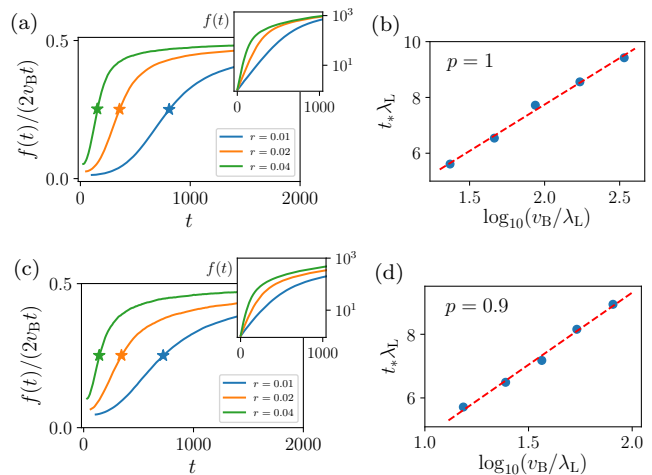 (a)
f(t)/(2v_B t)
0.5
0.0
0
1000
2000
t
f(t)
10^3
10^1
0
1000
r = 0.01
r = 0.02
r = 0.04
(b)
p = 1
t_*λ_L
10
8
6
1.5
2.0
2.5
log_10(v_B/λ_L)
(c)
f(t)/(2v_B t)
0.5
0.0
0
1000
2000
t
f(t)
10^3
10^1
0
1000
r = 0.01
r = 0.02
r = 0.04
(d)
p = 0.9
t_*λ_L
8
6
1.0
1.5
2.0
log_10(v_B/λ_L)